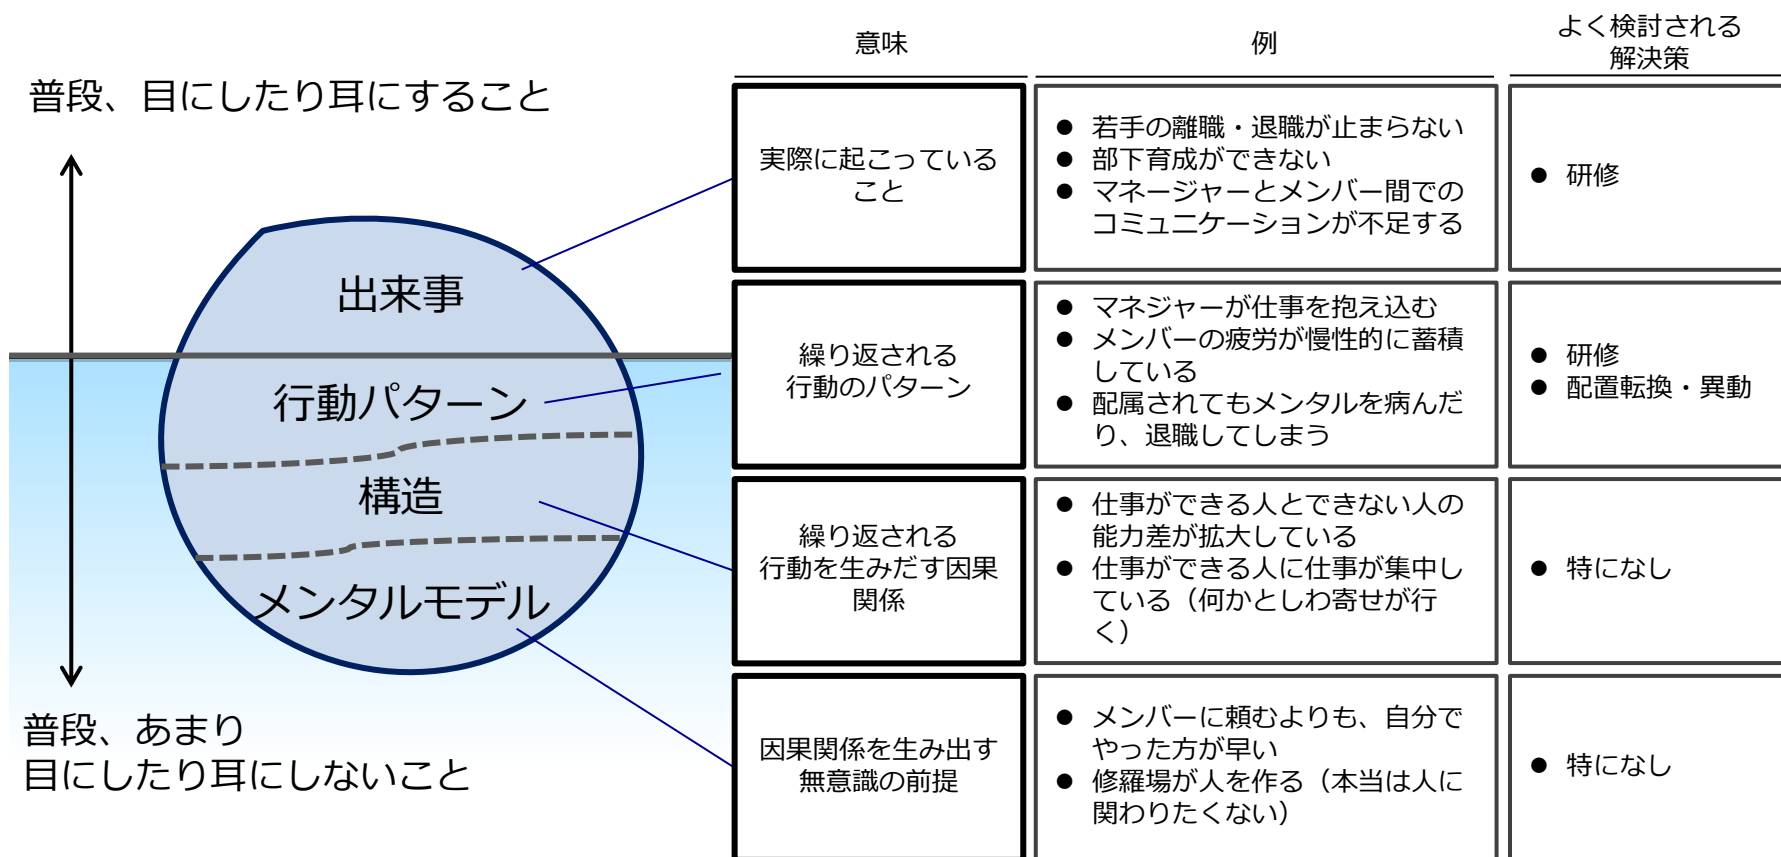 意味
例
よく検討される
解決策
普段、目にしたり耳にすること
出来事
行動パターン
構造
メンタルモデル
普段、あまり
目にしたり耳にしないこと
実際に起こっている
こと
● 若手の離職・退職が止まらない
● 部下育成ができない
● マネージャーとメンバー間での
コミュニケーションが不足する
● 研修
繰り返される
行動のパターン
● マネジャーが仕事を抱え込む
● メンバーの疲労が慢性的に蓄積
している
● 配属されてもメンタルを病んだ
り、退職してしまう
● 研修
● 配置転換・異動
繰り返される
行動を生みだす因果
関係
● 仕事ができる人とできない人の
能力差が拡大している
● 仕事ができる人に仕事が集中し
ている（何かとしわ寄せが行
く）
● 特になし
因果関係を生み出す
無意識の前提
● メンバーに頼むよりも、自分で
やった方が早い
● 修羅場が人を作る（本当は人に
関わりたくない）
● 特になし